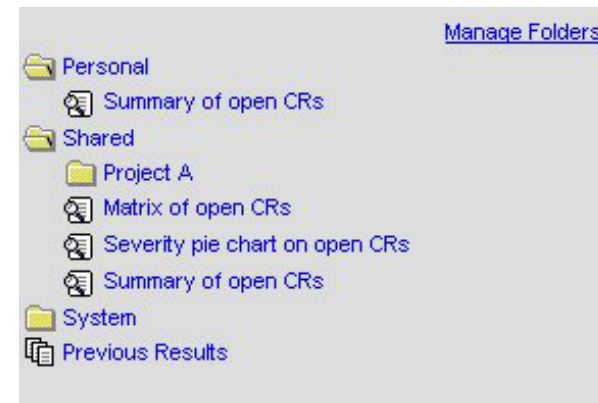 Manage Folders
Personal
Summary of open CRs
Shared
Project A
Matrix of open CRs
Severity pie chart on open CRs
Summary of open CRs
System
Previous Results